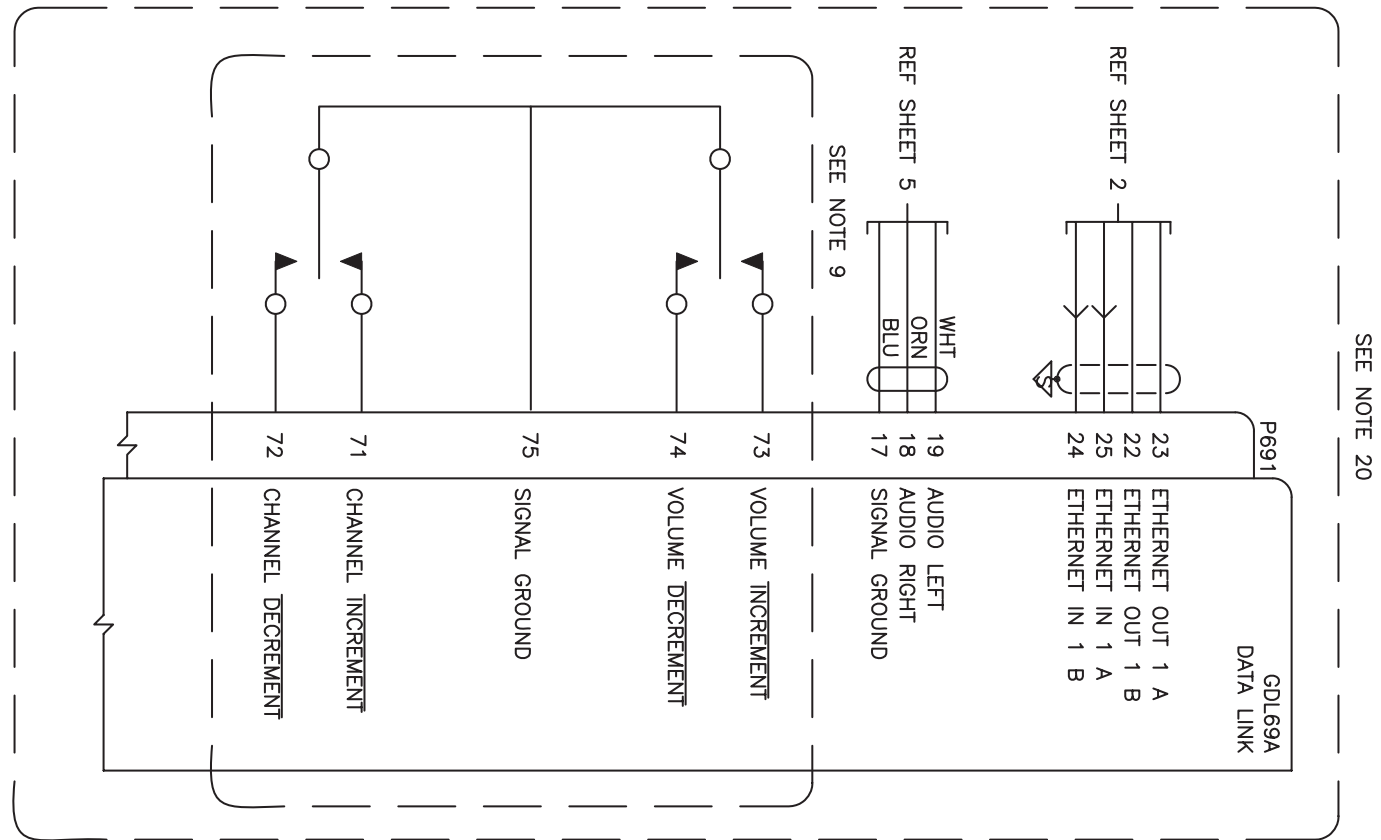 SEE NOTE 20
P691
GDL69A
DATA LINK
REF SHEET 2
23 ETHERNET OUT 1 A
22 ETHERNET OUT 1 B
25 ETHERNET IN 1 A
24 ETHERNET IN 1 B
S
REF SHEET 5
WHT
ORN
BLU
19 AUDIO LEFT
18 AUDIO RIGHT
17 SIGNAL GROUND
SEE NOTE 9
73 VOLUME INCREMENT
74 VOLUME DECREMENT
75 SIGNAL GROUND
71 CHANNEL INCREMENT
72 CHANNEL DECREMENT